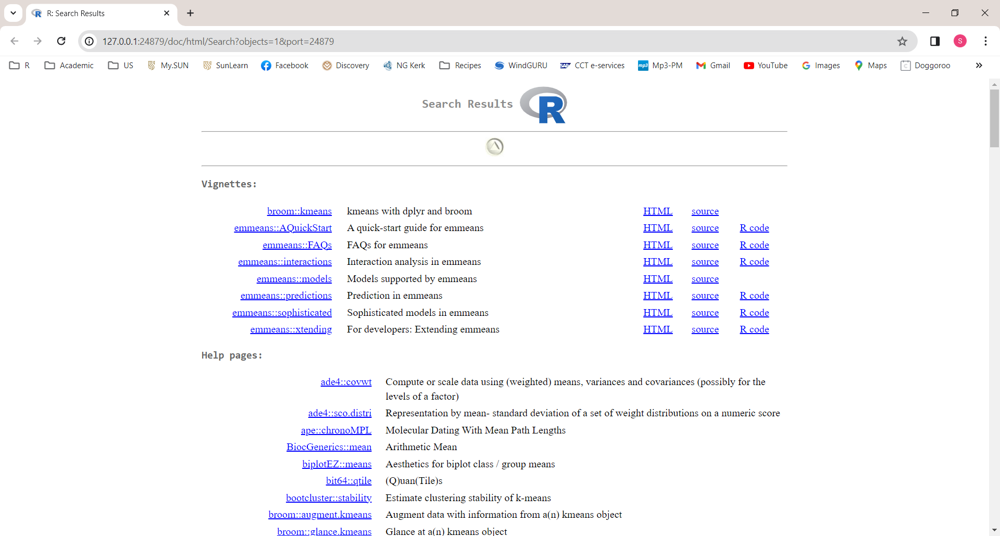 R: Search Results
127.0.0.1:24879/doc/html/Search?objects=1&port=24879
S
R Academic US My.SUN SunLearn Facebook Discovery NG Kerk Recipes WindGURU SAP CCT e-services mp3 Mp3-PM Gmail YouTube Images Maps Doggoroo
Search Results R
Vignettes:
broom::kmeans kmeans with dplyr and broom HTML source
emmeans::AQuickStart A quick-start guide for emmeans HTML source R code
emmeans::FAQs FAQs for emmeans HTML source R code
emmeans::interactions Interaction analysis in emmeans HTML source R code
emmeans::models Models supported by emmeans HTML source
emmeans::predictions Prediction in emmeans HTML source R code
emmeans::sophisticated Sophisticated models in emmeans HTML source R code
emmeans::xtending For developers: Extending emmeans HTML source R code
Help pages:
ade4::covwt Compute or scale data using (weighted) means, variances and covariances (possibly for the
levels of a factor)
ade4::sco.distri Representation by mean- standard deviation of a set of weight distributions on a numeric score
ape::chronoMPL Molecular Dating With Mean Path Lengths
BiocGenerics::mean Arithmetic Mean
biplotEZ::means Aesthetics for biplot class / group means
bit64::qtile (Q)uan(Tile)s
bootcluster::stability Estimate clustering stability of k-means
broom::augment.kmeans Augment data with information from a(n) kmeans object
broom::glance.kmeans Glance at a(n) kmeans object